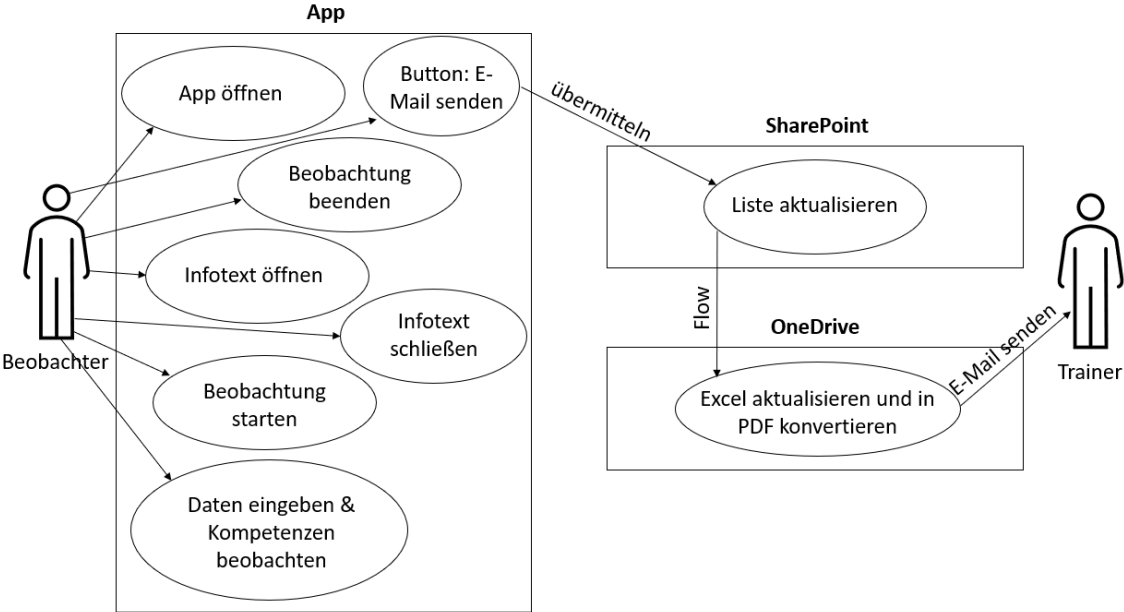 App
App öffnen
Button: E-
Mail senden
Beobachtung
beenden
Infotext öffnen
Infotext
schließen
Beobachtung
starten
Daten eingeben &
Kompetenzen
beobachten
Beobachter
übermitteln
SharePoint
Liste aktualisieren
Flow
OneDrive
Excel aktualisieren und in
PDF konvertieren
E-Mail senden
Trainer